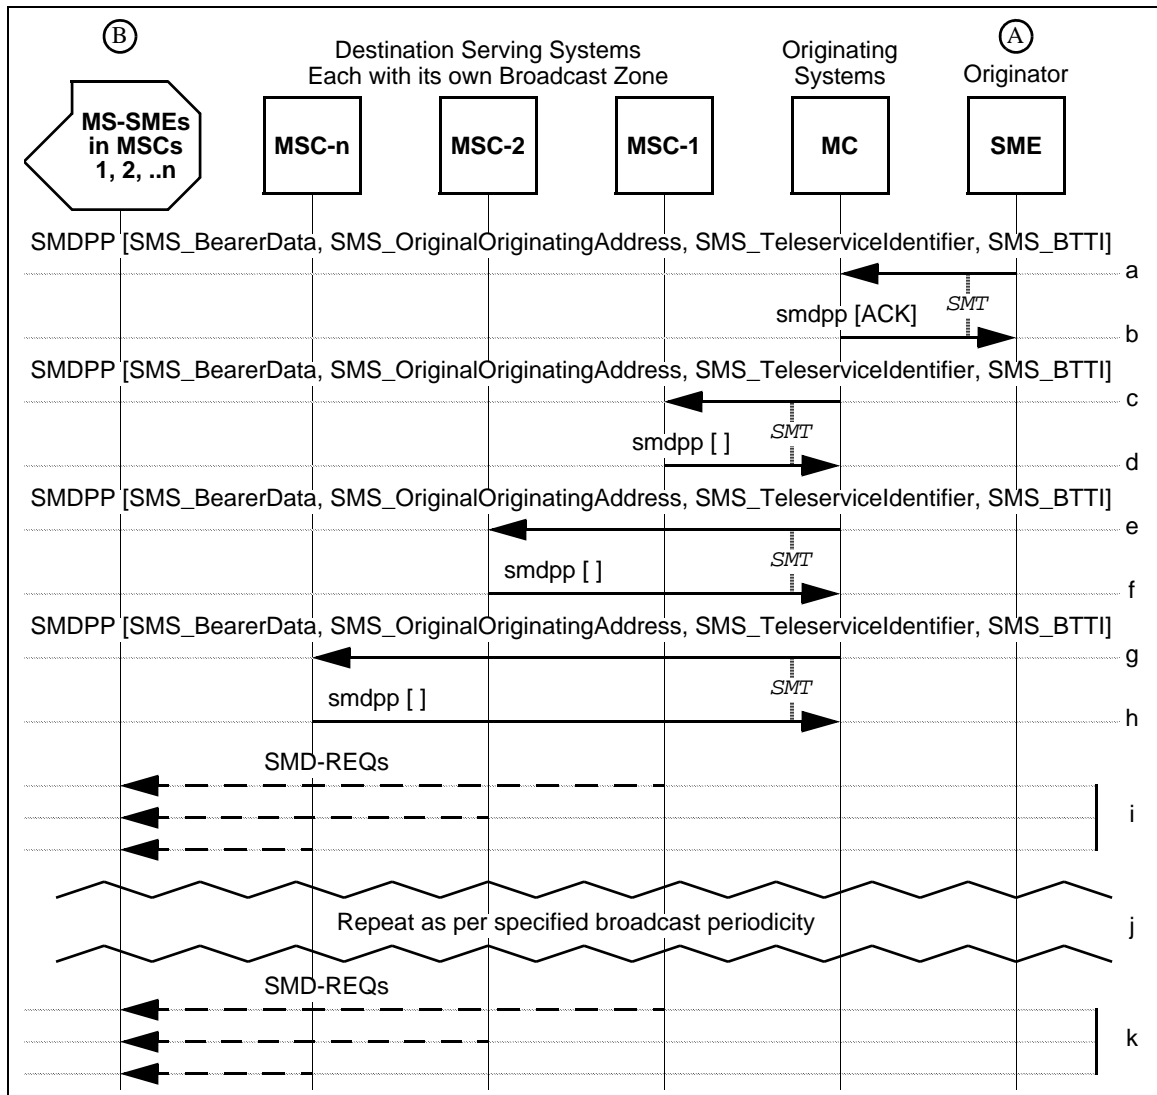 B
A
Destination Serving Systems
Each with its own Broadcast Zone
Originating
Systems
Originator
MS-SMEs
in MSCs
1, 2, ..n
MSC-n
MSC-2
MSC-1
MC
SME
SMDPP [SMS_BearerData, SMS_OriginalOriginatingAddress, SMS_TeleserviceIdentifier, SMS_BTTI]
a
SMT
smdpp [ACK]
b
SMDPP [SMS_BearerData, SMS_OriginalOriginatingAddress, SMS_TeleserviceIdentifier, SMS_BTTI]
c
SMT
smdpp [ ]
d
SMDPP [SMS_BearerData, SMS_OriginalOriginatingAddress, SMS_TeleserviceIdentifier, SMS_BTTI]
e
SMT
smdpp [ ]
f
SMDPP [SMS_BearerData, SMS_OriginalOriginatingAddress, SMS_TeleserviceIdentifier, SMS_BTTI]
g
SMT
smdpp [ ]
h
SMD-REQs
i
Repeat as per specified broadcast periodicity
j
SMD-REQs
k